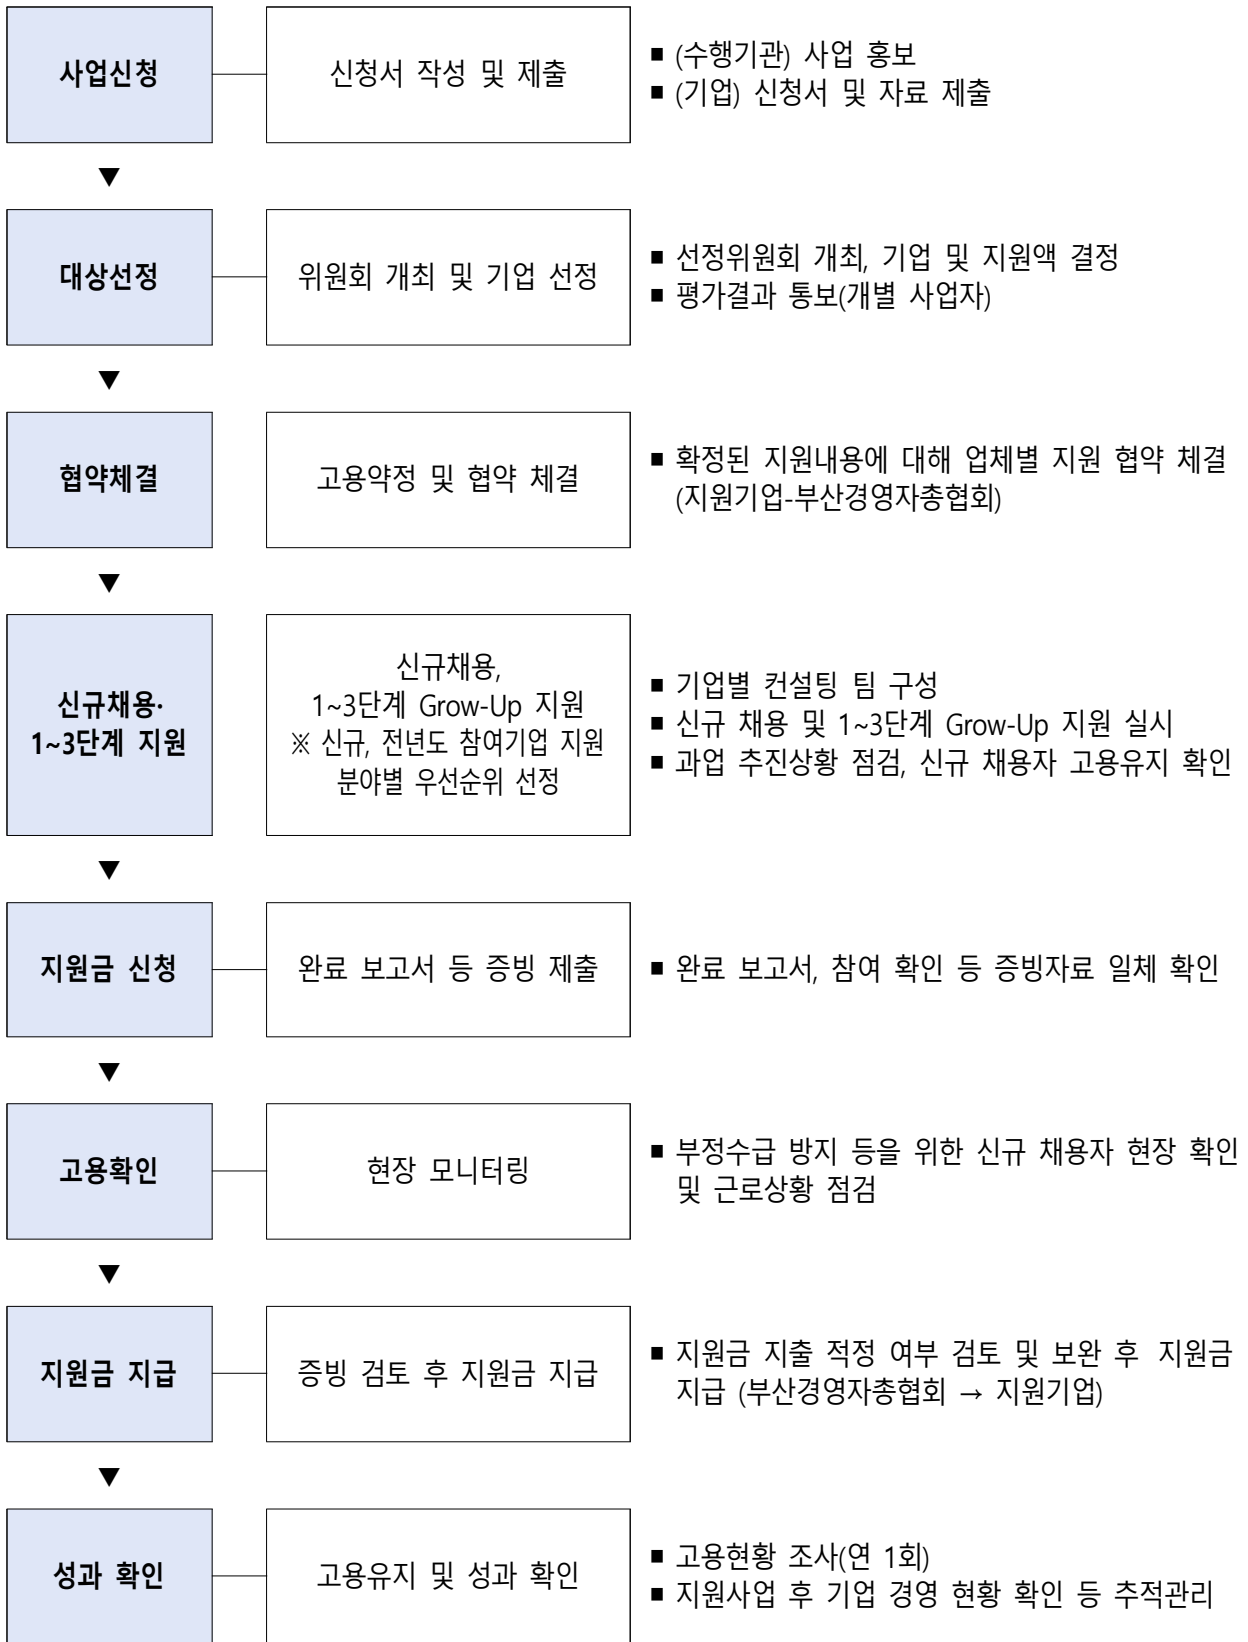 사업신청
신청서 작성 및 제출
■ (수행기관) 사업 홍보
■ (기업) 신청서 및 자료 제출
▼
대상선정
위원회 개최 및 기업 선정
■ 선정위원회 개최, 기업 및 지원액 결정
■ 평가결과 통보(개별 사업자)
▼
협약체결
고용약정 및 협약 체결
■ 확정된 지원내용에 대해 업체별 지원 협약 체결
(지원기업-부산경영자총협회)
▼
신규채용·
1~3단계 지원
신규채용,
1~3단계 Grow-Up 지원
※ 신규, 전년도 참여기업 지원
분야별 우선순위 선정
■ 기업별 컨설팅 팀 구성
■ 신규 채용 및 1~3단계 Grow-Up 지원 실시
■ 과업 추진상황 점검, 신규 채용자 고용유지 확인
▼
지원금 신청
완료 보고서 등 증빙 제출
■ 완료 보고서, 참여 확인 등 증빙자료 일체 확인
▼
고용확인
현장 모니터링
■ 부정수급 방지 등을 위한 신규 채용자 현장 확인
및 근로상황 점검
▼
지원금 지급
증빙 검토 후 지원금 지급
■ 지원금 지출 적정 여부 검토 및 보완 후 지원금
지급 (부산경영자총협회 → 지원기업)
▼
성과 확인
고용유지 및 성과 확인
■ 고용현황 조사(연 1회)
■ 지원사업 후 기업 경영 현황 확인 등 추적관리